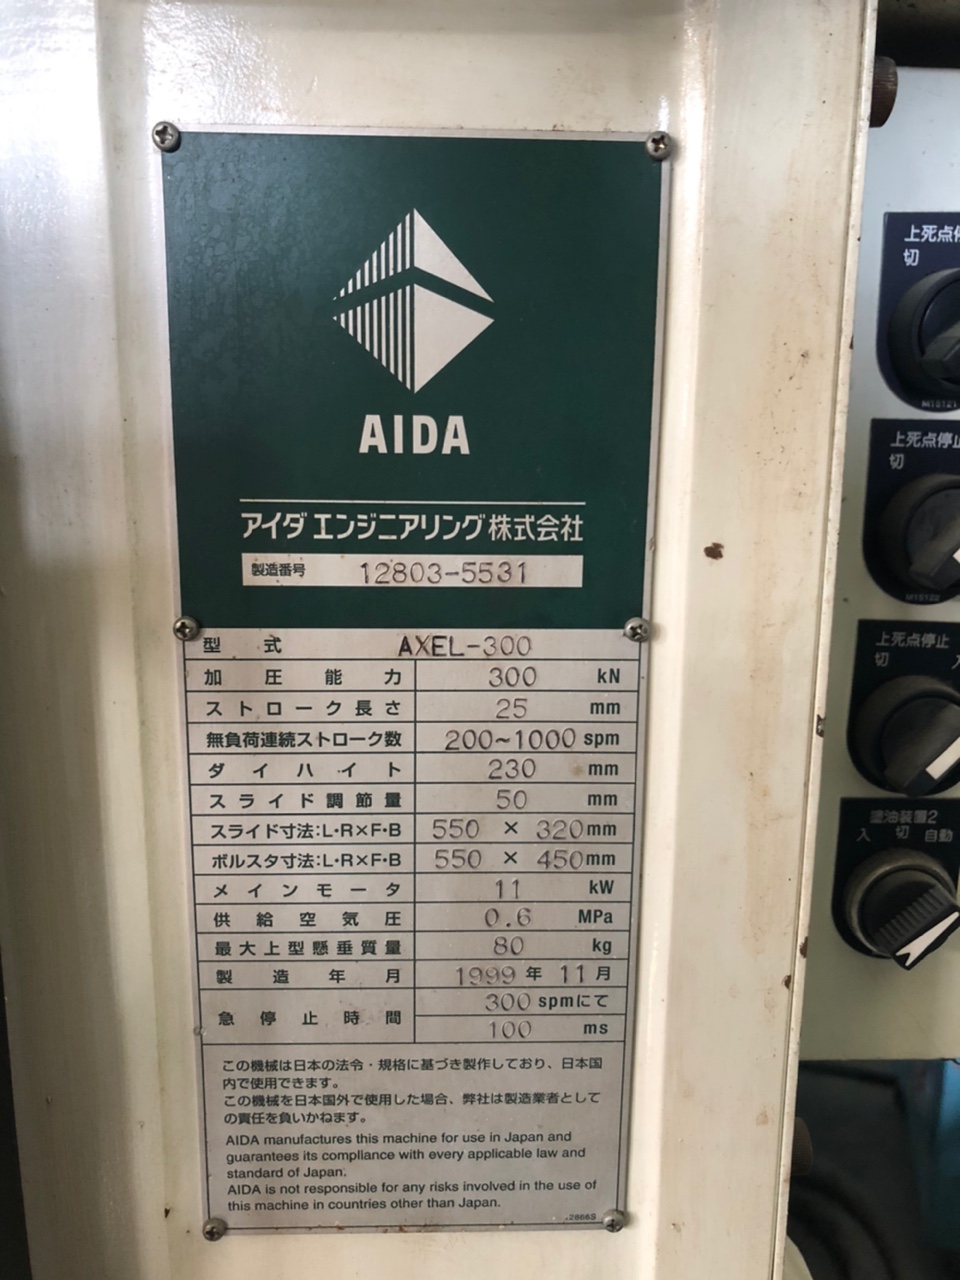 AIDA
アイダエンジニアリング株式会社
製造番号 12803-5531
型式 AXEL-300
加圧能力 300 kN
ストローク長さ 25 mm
無負荷連続ストローク数 200~1000 spm
ダイハイト 230 mm
スライド調節量 50 mm
スライド寸法:L・R×F・B 550 × 320 mm
ボルスタ寸法:L・R×F・B 550 × 450 mm
メインモータ 11 kW
供給空気圧 0.6 MPa
最大上型懸垂質量 80 kg
製造年月 1999年 11月
急停止時間 300 spmにて
100 ms
この機械は日本の法令・規格に基づき製作しており、日本国
内で使用できます。
この機械を日本国外で使用した場合、弊社は製造業者として
の責任を負いかねます。
AIDA manufactures this machine for use in Japan and
guarantees its compliance with every applicable law and
standard of Japan.
AIDA is not responsible for any risks involved in the use of
this machine in countries other than Japan.
上死点停
切
上死点停止
切
上死点停止
切 入
塗油装置2
入 切 自動